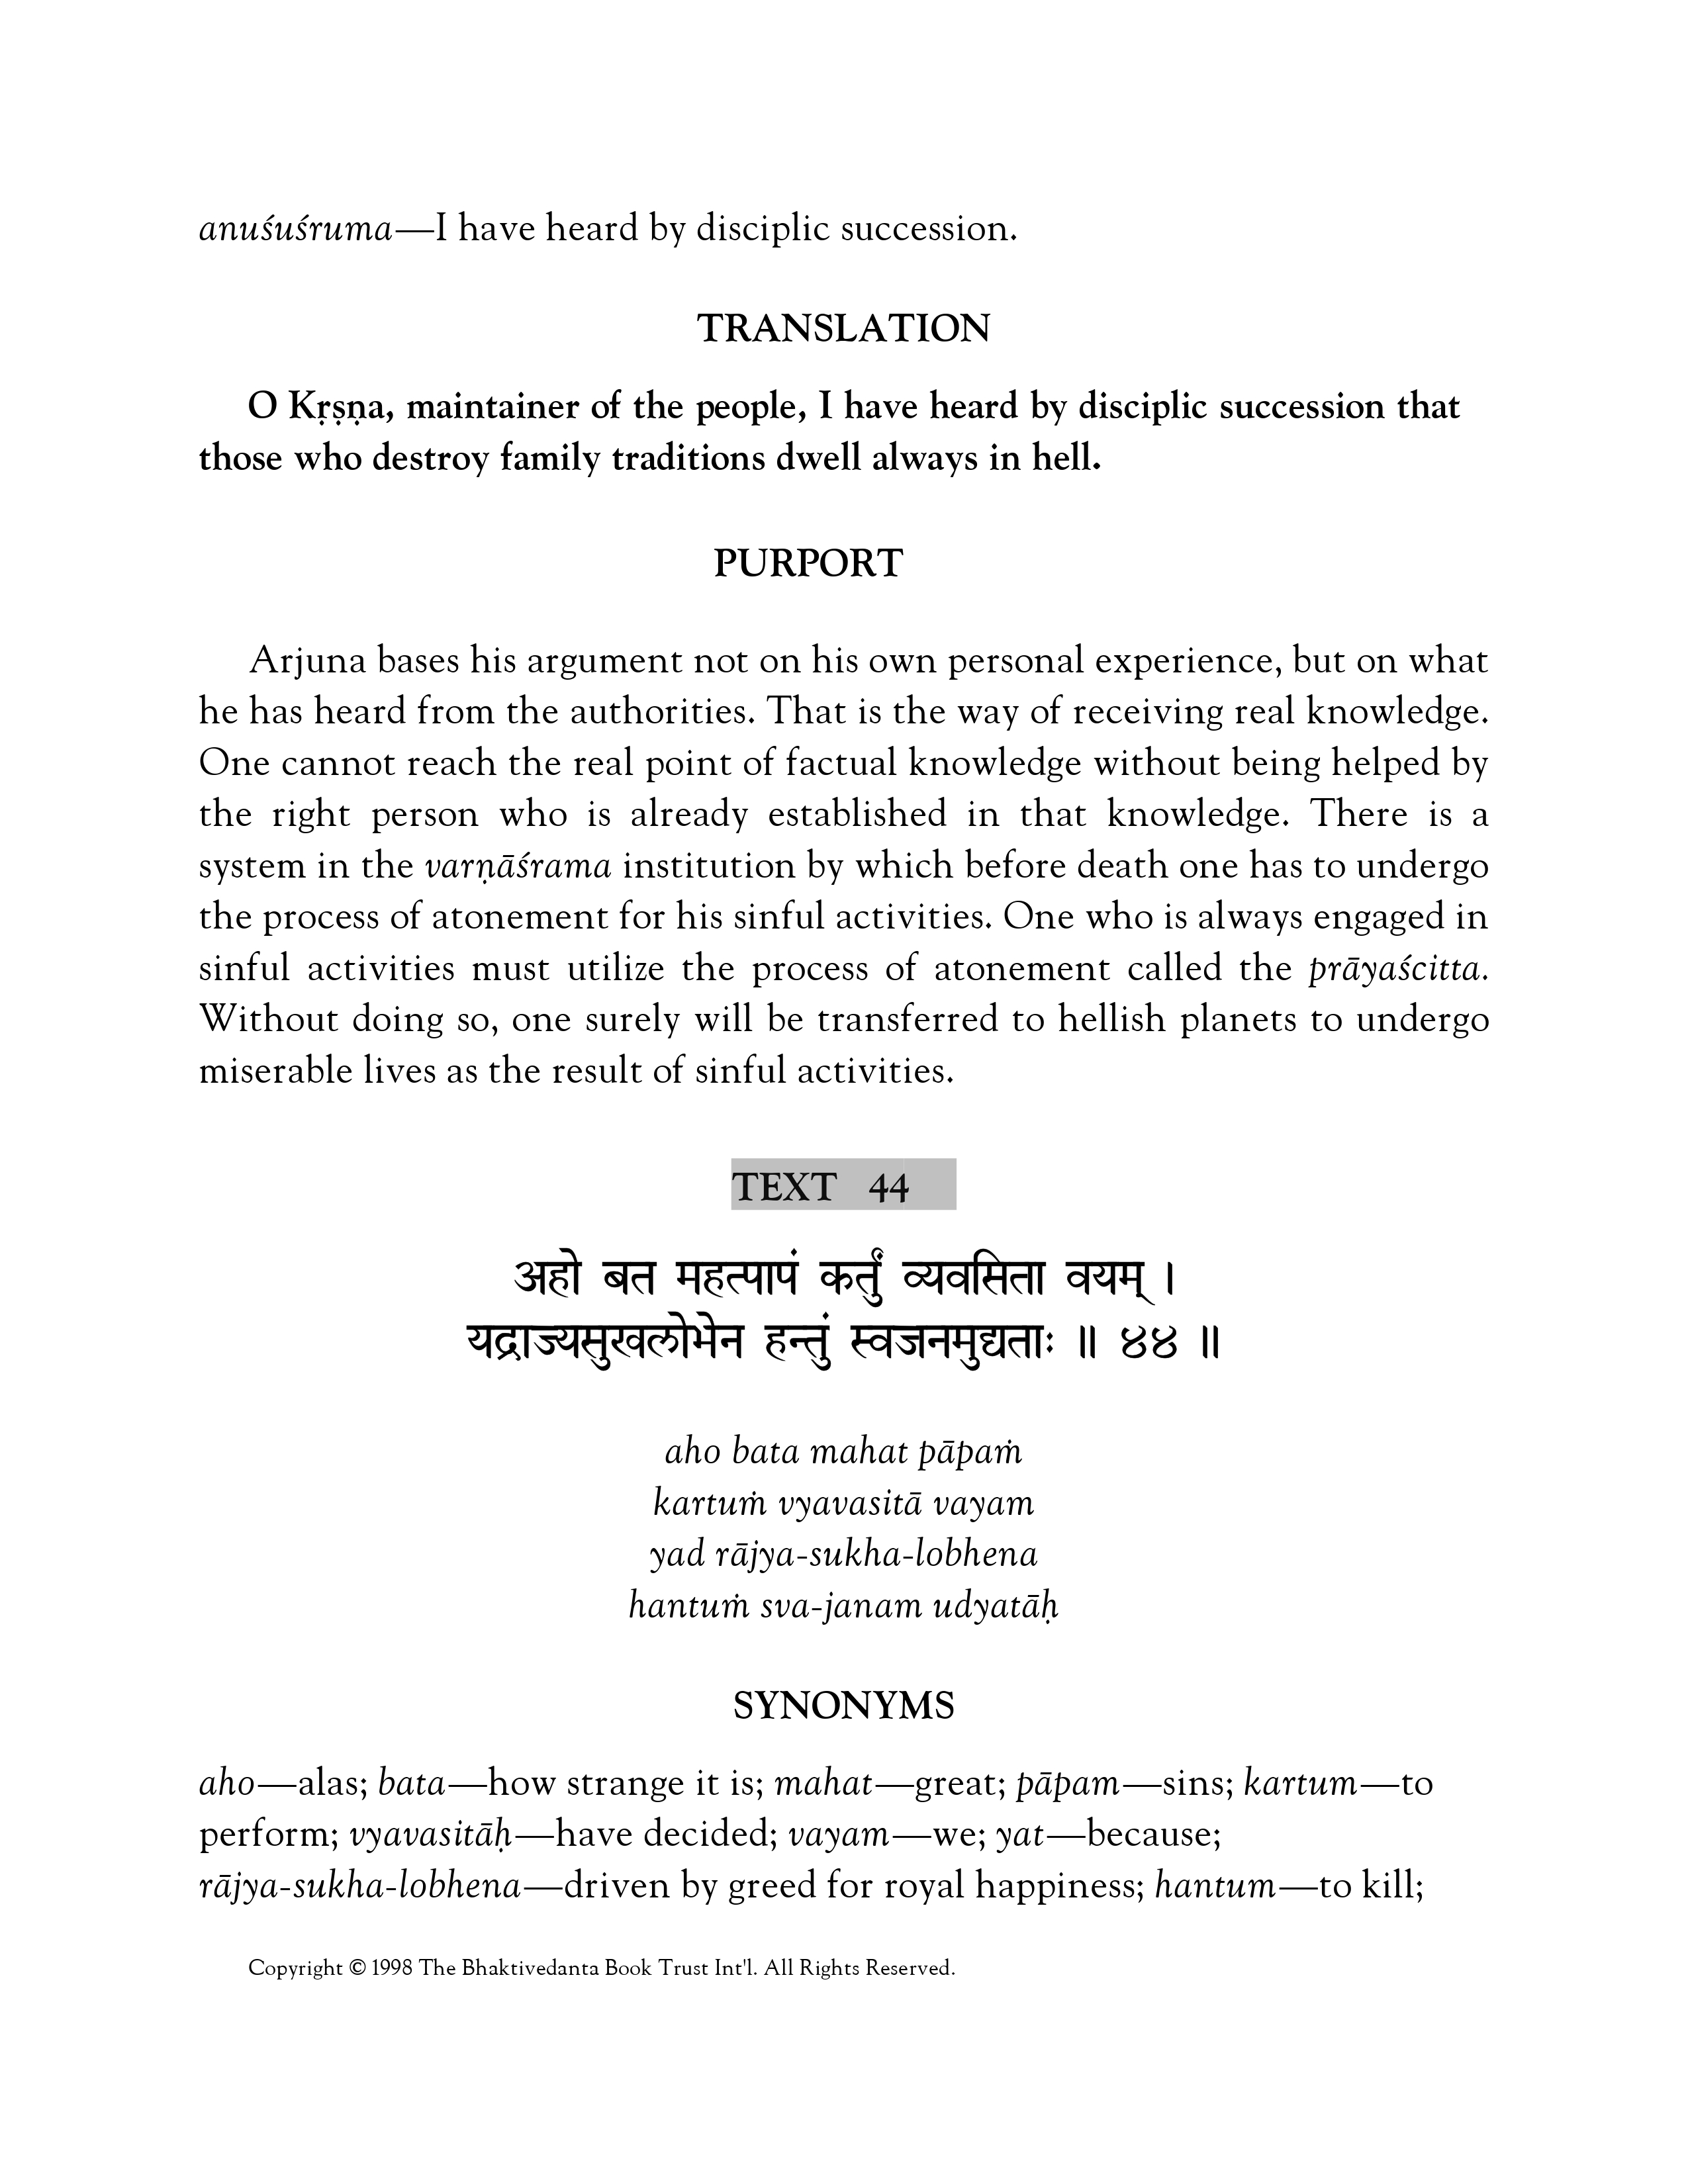 anuśuśruma—I have heard by disciplic succession.
TRANSLATION
O Kṛṣṇa, maintainer of the people, I have heard by disciplic succession that
those who destroy family traditions dwell always in hell.
PURPORT
Arjuna bases his argument not on his own personal experience, but on what
he has heard from the authorities. That is the way of receiving real knowledge.
One cannot reach the real point of factual knowledge without being helped by
the right person who is already established in that knowledge. There is a
system in the varṇāśrama institution by which before death one has to undergo
the process of atonement for his sinful activities. One who is always engaged in
sinful activities must utilize the process of atonement called the prāyaścitta.
Without doing so, one surely will be transferred to hellish planets to undergo
miserable lives as the result of sinful activities.
TEXT 44
अहो बत महत्पापं कर्तुं व्यवसिता वयम् ।
यद्राज्यसुखलोभेन हन्तुं स्वजनमुद्यताः ॥ ४४ ॥
aho bata mahat pāpaṁ
kartuṁ vyavasitā vayam
yad rājya-sukha-lobhena
hantuṁ sva-janam udyatāḥ
SYNONYMS
aho—alas; bata—how strange it is; mahat—great; pāpam—sins; kartum—to
perform; vyavasitāḥ—have decided; vayam—we; yat—because;
rājya-sukha-lobhena—driven by greed for royal happiness; hantum—to kill;
Copyright © 1998 The Bhaktivedanta Book Trust Int'l. All Rights Reserved.